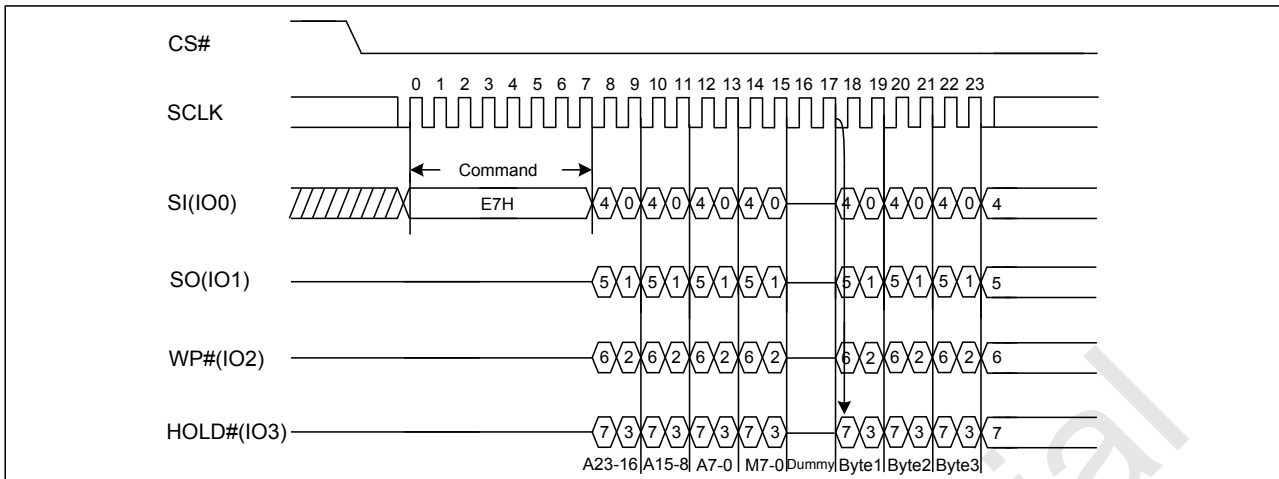 CS#
0 1 2 3 4 5 6 7 8 9 10 11 12 13 14 15 16 17 18 19 20 21 22 23
SCLK
Command
SI(IO0) E7H 4 0 4 0 4 0 4 0 4 0 4 0 4 0 4
SO(IO1) 5 1 5 1 5 1 5 1 5 1 5 1 5 1 5
WP#(IO2) 6 2 6 2 6 2 6 2 6 2 6 2 6 2 6
HOLD#(IO3) 7 3 7 3 7 3 7 3 7 3 7 3 7 3 7
A23-16 A15-8 A7-0 M7-0 Dummy Byte1 Byte2 Byte3
ial